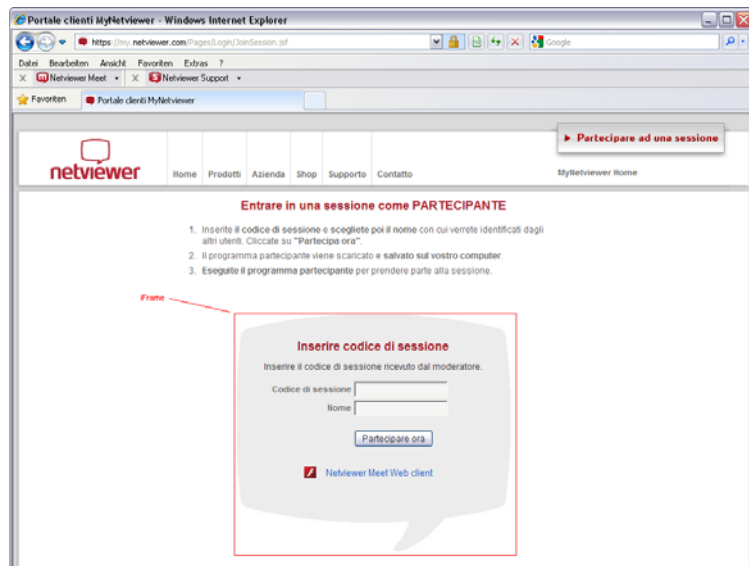 Portale clienti MyNetviewer - Windows Internet Explorer
https://my.netviewer.com/Pages/Login/JoinSession.jsf
Google
Datei Bearbeiten Ansicht Favoriten Extras ?
X Netviewer Meet X Netviewer Support
Favoriten Portale clienti MyNetviewer
Partecipare ad una sessione
netviewer
Home Prodotti Azienda Shop Supporto Contatto
MyNetviewer Home
Entrare in una sessione come PARTECIPANTE
1. Inserite il codice di sessione e scegliete poi il nome con cui verrete identificati dagli
altri utenti. Cliccate su "Partecipa ora".
2. Il programma partecipante viene scaricato e salvato sul vostro computer.
3. Eseguite il programma partecipante per prendere parte alla sessione.
iFrame
Inserire codice di sessione
Inserire il codice di sessione ricevuto dal moderatore.
Codice di sessione
Nome
Partecipare ora
Netviewer Meet Web client